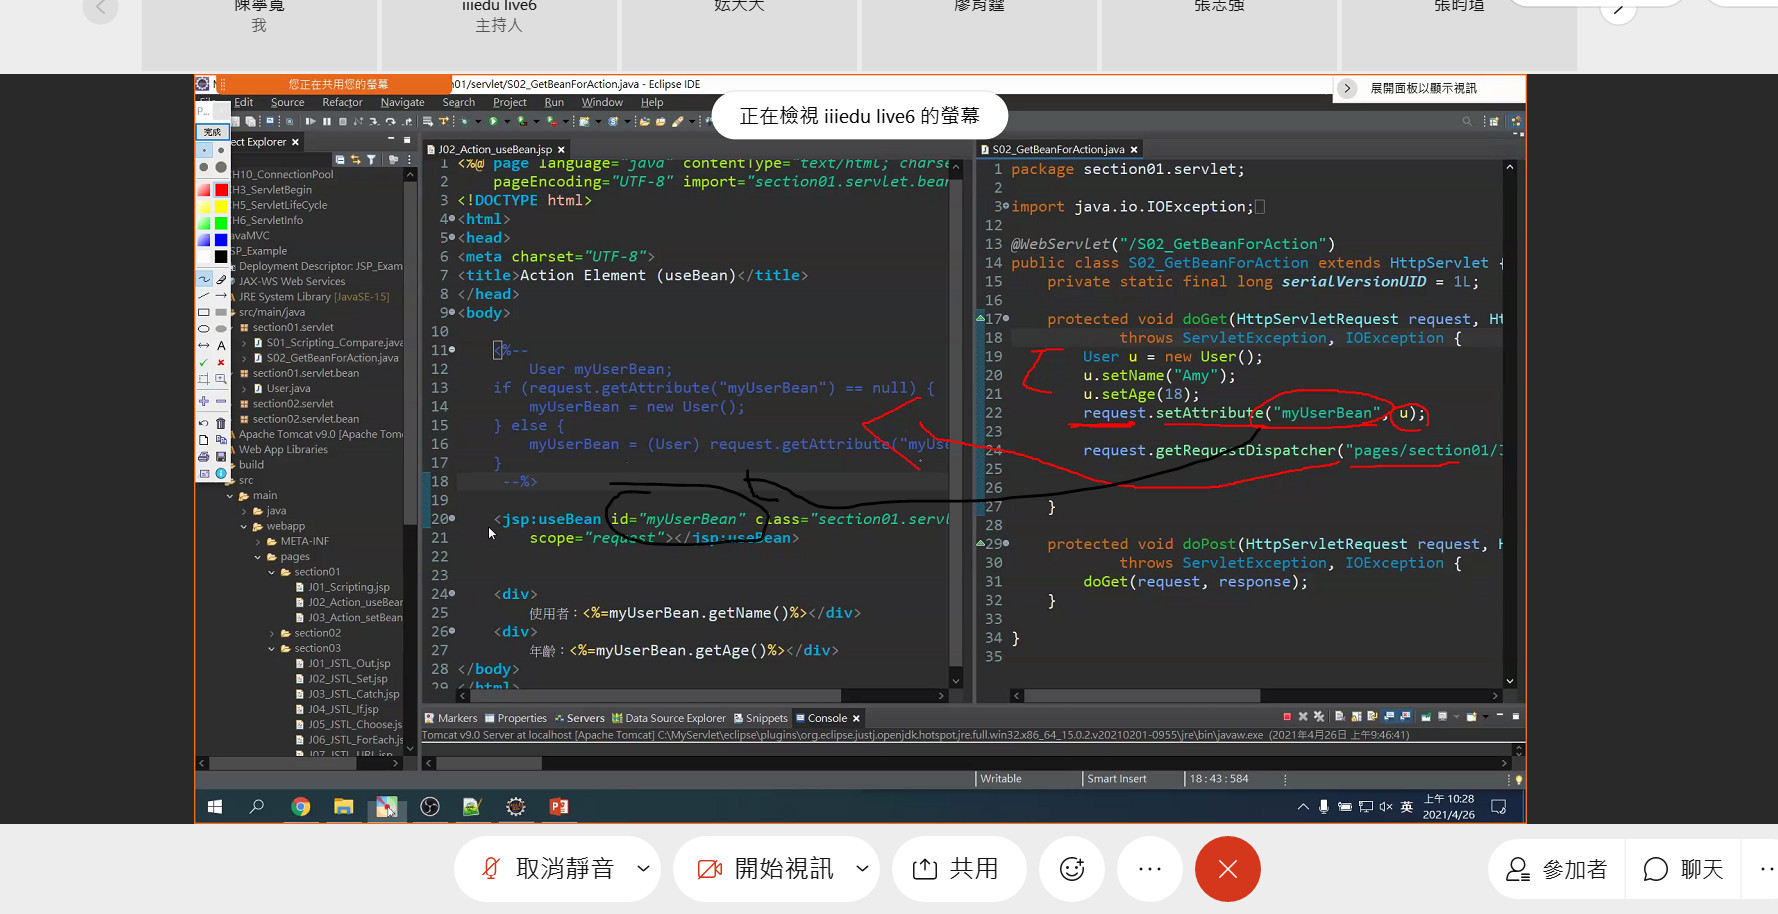 陳寧寬
我
iiiedu live6
主持人
妘天天
張志強
您正在共用您的螢幕
01/servlet/S02_GetBeanForAction.java - Eclipse IDE
展開面板以顯示視訊
正在檢視 iiiedu live6 的螢幕
Edit Source Refactor Navigate Search Project Run Window Help
P...
完成
ect Explorer
H10_ConnectionPool
H3_ServletBegin
H5_ServletLifeCycle
H6_ServletInfo
avaMVC
SP_Example
Deployment Descriptor: JSP_Exam
JAX-WS Web Services
JRE System Library [JavaSE-15]
src/main/java
section01.servlet
S01_Scripting_Compare.java
S02_GetBeanForAction.java
section01.servlet.bean
User.java
section02.servlet
section02.servlet.bean
Apache Tomcat v9.0 [Apache Tomc
Web App Libraries
build
src
main
java
webapp
META-INF
pages
section01
J01_Scripting.jsp
J02_Action_useBear
J03_Action_setBean
section02
section03
J01_JSTL_Out.jsp
J02_JSTL_Set.jsp
J03_JSTL_Catch.jsp
J04_JSTL_If.jsp
J05_JSTL_Choose.js
J06_JSTL_ForEach.js
J07_JSTL_URL.jsp
J02_Action_useBean.jsp
1 <%@ page language="java" contentType="text/html; charse
2 pageEncoding="UTF-8" import="section01.servlet.bear
3 <!DOCTYPE html>
4 <html>
5 <head>
6 <meta charset="UTF-8">
7 <title>Action Element (useBean)</title>
8 </head>
9 <body>
10
11 <%--
12 User myUserBean;
13 if (request.getAttribute("myUserBean") == null) {
14 myUserBean = new User();
15 } else {
16 myUserBean = (User) request.getAttribute("myUse
17 }
18 --%>
19
20 <jsp:useBean id="myUserBean" class="section01.servl
21 scope="request"></jsp:useBean>
22
23
24 <div>
25 使用者：<%=myUserBean.getName()%></div>
26 <div>
27 年齡：<%=myUserBean.getAge()%></div>
28 </body>
29 </html>
S02_GetBeanForAction.java
1 package section01.servlet;
2
3 import java.io.IOException;
12
13 @WebServlet("/S02_GetBeanForAction")
14 public class S02_GetBeanForAction extends HttpServlet {
15 private static final long serialVersionUID = 1L;
16
17 protected void doGet(HttpServletRequest request, Ht
18 throws ServletException, IOException {
19 User u = new User();
20 u.setName("Amy");
21 u.setAge(18);
22 request.setAttribute("myUserBean", u);
23
24 request.getRequestDispatcher("pages/section01/J
25
26
27 }
28
29 protected void doPost(HttpServletRequest request, H
30 throws ServletException, IOException {
31 doGet(request, response);
32 }
33
34 }
35
Markers Properties Servers Data Source Explorer Snippets Console
Tomcat v9.0 Server at localhost [Apache Tomcat] C:\MyServlet\eclipse\plugins\org.eclipse.justj.openjdk.hotspot.jre.full.win32.x86_64_15.0.2.v20210201-0955\jre\bin\javaw.exe (2021年4月26日 上午9:46:41)
Writable Smart Insert 18 : 43 : 584
英
上午 10:28
2021/4/26
取消靜音 開始視訊 共用 參加者 聊天